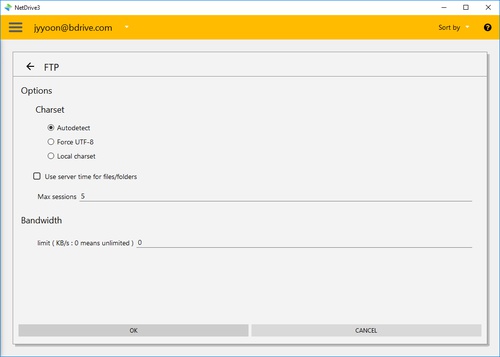 NetDrive3
jyyoon@bdrive.com
Sort by
FTP
Options
Charset
Autodetect
Force UTF-8
Local charset
Use server time for files/folders
Max sessions 5
Bandwidth
limit ( KB/s : 0 means unlimited ) 0
OK CANCEL